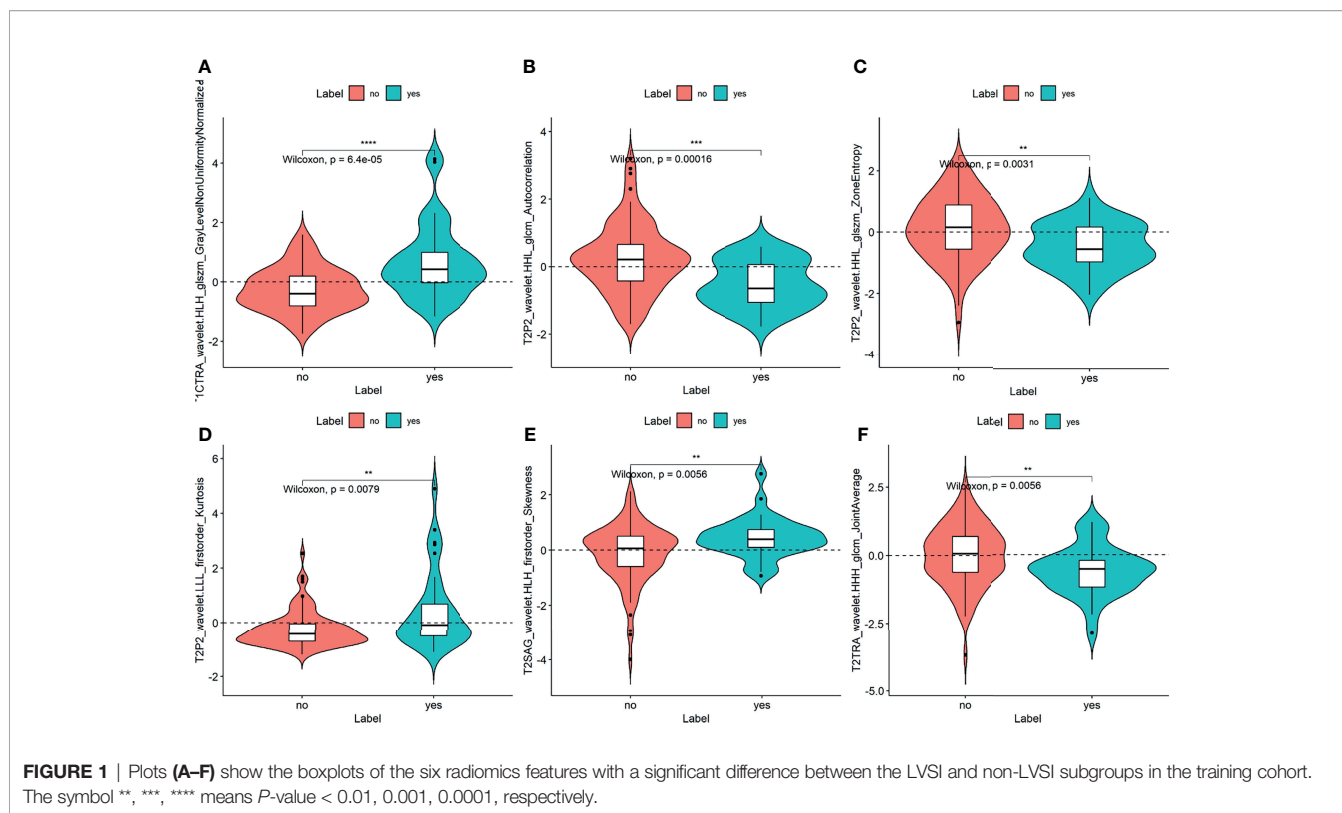 A
Label no yes
****
Wilcoxon, p = 6.4e-05
1CTRA_wavelet.HLH_glszm_GrayLevelNonUniformityNormalized
4
2
0
-2
no yes
Label
B
Label no yes
***
Wilcoxon, p = 0.00016
T2P2_wavelet.HHL_glcm_Autocorrelation
4
2
0
-2
no yes
Label
C
Label no yes
**
Wilcoxon, p = 0.0031
T2P2_wavelet.HHL_glszm_ZoneEntropy
2
0
-2
-4
no yes
Label
D
Label no yes
**
Wilcoxon, p = 0.0079
T2P2_wavelet.LLL_firstorder_Kurtosis
6
4
2
0
-2
no yes
Label
E
Label no yes
**
Wilcoxon, p = 0.0056
T2SAG_wavelet.HLH_firstorder_Skewness
2
0
-2
-4
no yes
Label
F
Label no yes
**
Wilcoxon, p = 0.0056
T2TRA_wavelet.HHH_glcm_JointAverage
2.5
0.0
-2.5
-5.0
no yes
Label
FIGURE 1 | Plots (A–F) show the boxplots of the six radiomics features with a significant difference between the LVSI and non-LVSI subgroups in the training cohort.
The symbol **, ***, **** means P-value < 0.01, 0.001, 0.0001, respectively.